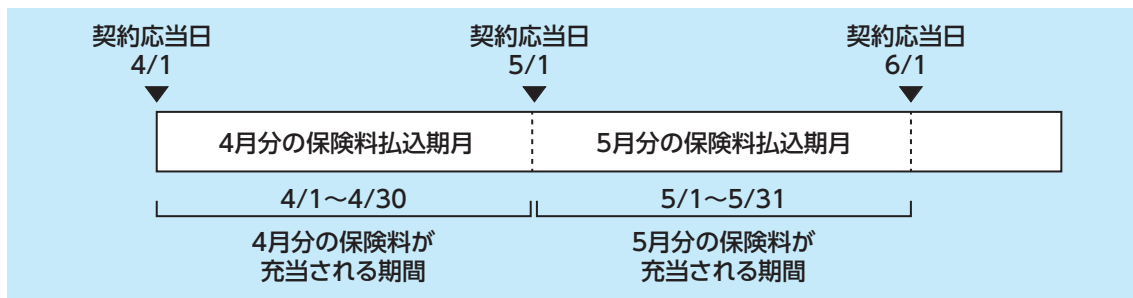 契約応当日
4/1
契約応当日
5/1
契約応当日
6/1
4月分の保険料払込期月
5月分の保険料払込期月
4/1～4/30
5/1～5/31
4月分の保険料が
充当される期間
5月分の保険料が
充当される期間